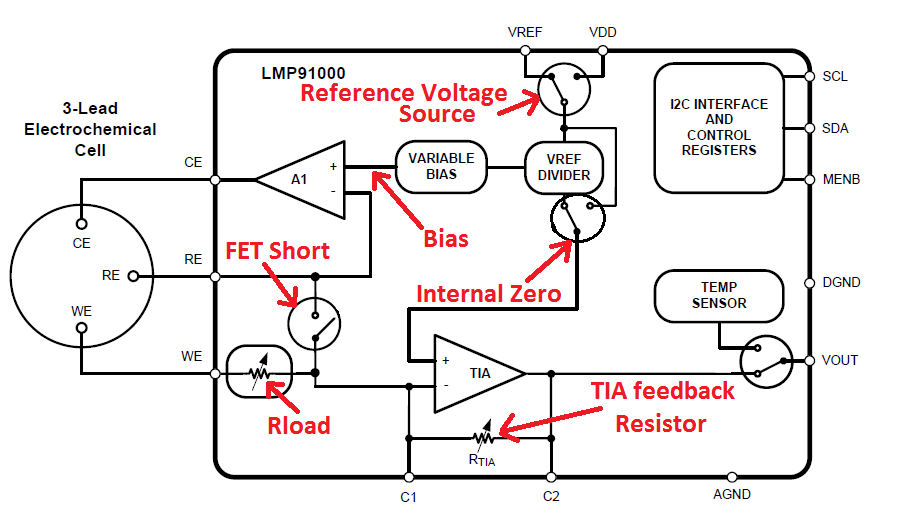 VREF
VDD
LMP91000
Reference Voltage
Source
I2C INTERFACE
AND
CONTROL
REGISTERS
SCL
SDA
MENB
3-Lead
Electrochemical
Cell
CE
A1
+
-
VARIABLE
BIAS
VREF
DIVIDER
Bias
CE
RE
WE
RE
FET Short
Internal Zero
TEMP
SENSOR
DGND
WE
Rload
+
-
TIA
VOUT
TIA feedback
Resistor
RTIA
C1
C2
AGND